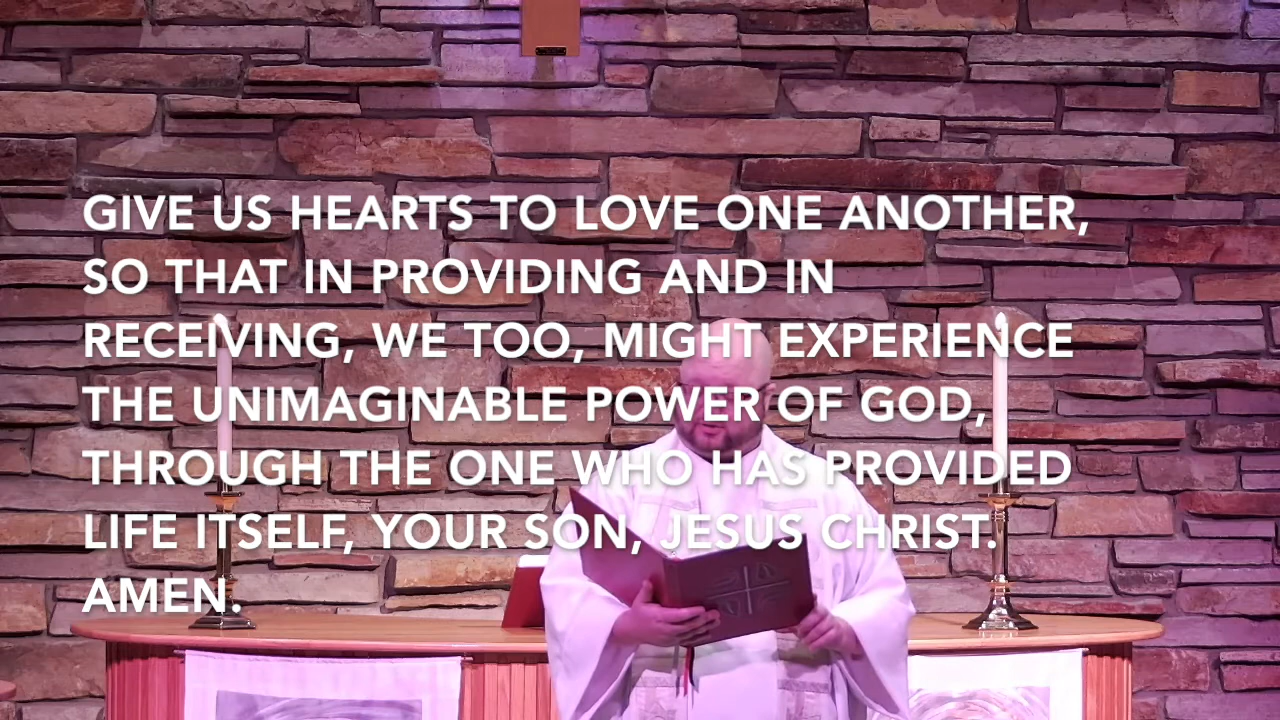 GIVE US HEARTS TO LOVE ONE ANOTHER,
SO THAT IN PROVIDING AND IN
RECEIVING, WE TOO, MIGHT EXPERIENCE
THE UNIMAGINABLE POWER OF GOD,
THROUGH THE ONE WHO HAS PROVIDED
LIFE ITSELF, YOUR SON, JESUS CHRIST.
AMEN.